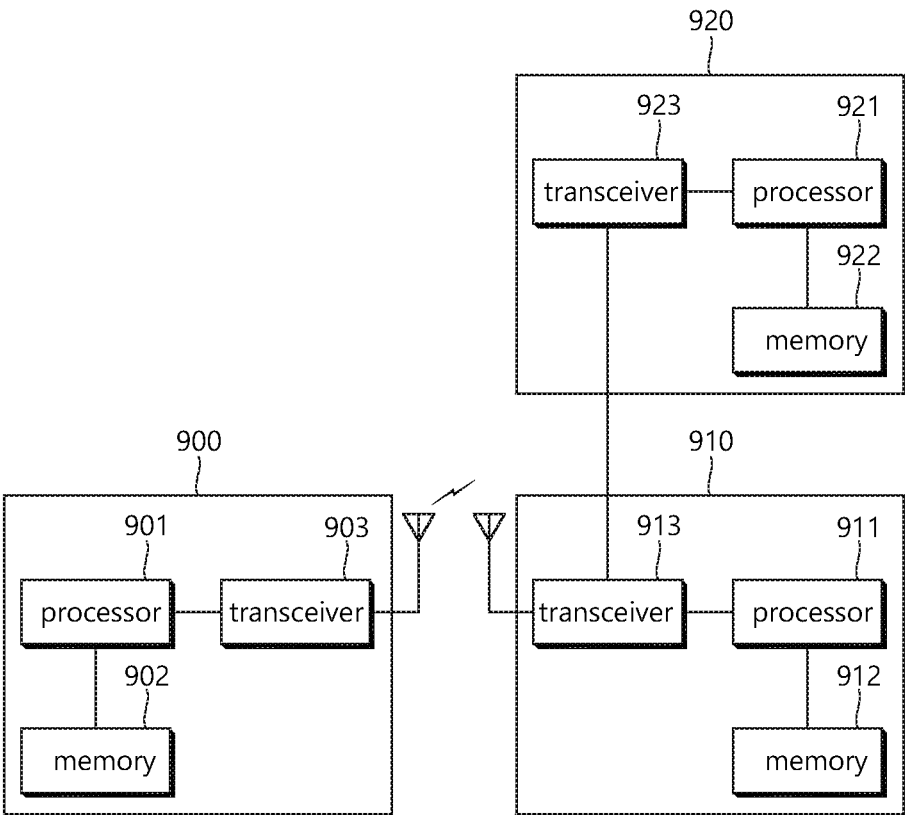 920
923
921
transceiver
processor
922
memory
900
910
901
903
913
911
processor
transceiver
transceiver
processor
902
912
memory
memory